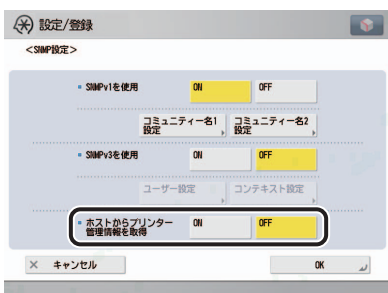 設定/登録
<SNMP設定>
SNMPv1を使用 ON OFF
コミュニティー名1 コミュニティー名2
設定 設定
SNMPv3を使用 ON OFF
ユーザー設定 コンテキスト設定
ホストからプリンター ON OFF
管理情報を取得
× キャンセル OK